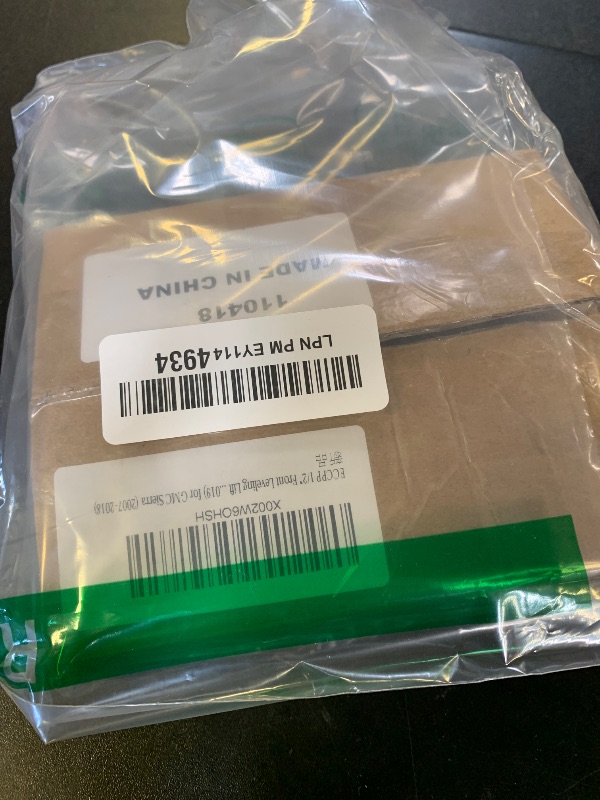 R
X002W6OHSH
ECCPP 1/2" Front Leveling Lift ...019) for GMC Sierra (2007-2018)
LPN PM EY1144934
110418
MADE IN CHINA